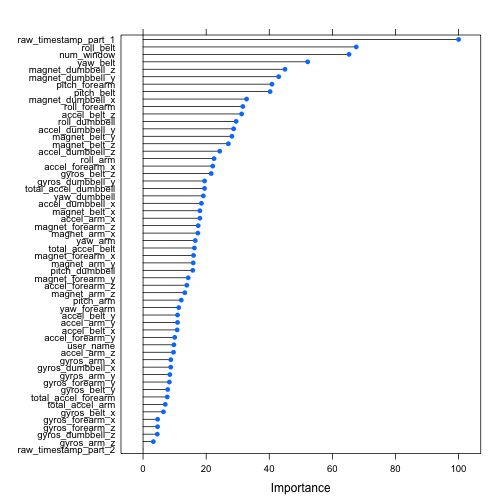 raw_timestamp_part_1
roll_belt
num_window
yaw_belt
magnet_dumbbell_z
magnet_dumbbell_y
pitch_forearm
pitch_belt
magnet_dumbbell_x
roll_forearm
accel_belt_z
roll_dumbbell
accel_dumbbell_y
magnet_belt_y
magnet_belt_z
accel_dumbbell_z
roll_arm
accel_forearm_x
gyros_belt_z
gyros_dumbbell_y
total_accel_dumbbell
yaw_dumbbell
accel_dumbbell_x
magnet_belt_x
accel_arm_x
magnet_forearm_z
magnet_arm_x
yaw_arm
total_accel_belt
magnet_forearm_x
magnet_arm_y
pitch_dumbbell
magnet_forearm_y
accel_forearm_z
magnet_arm_z
pitch_arm
yaw_forearm
accel_belt_y
accel_arm_y
accel_belt_x
accel_forearm_y
user_name
accel_arm_z
gyros_arm_x
gyros_dumbbell_x
gyros_arm_y
gyros_forearm_y
gyros_belt_y
total_accel_forearm
total_accel_arm
gyros_belt_x
gyros_forearm_x
gyros_forearm_z
gyros_dumbbell_z
gyros_arm_z
raw_timestamp_part_2
0 20 40 60 80 100
Importance